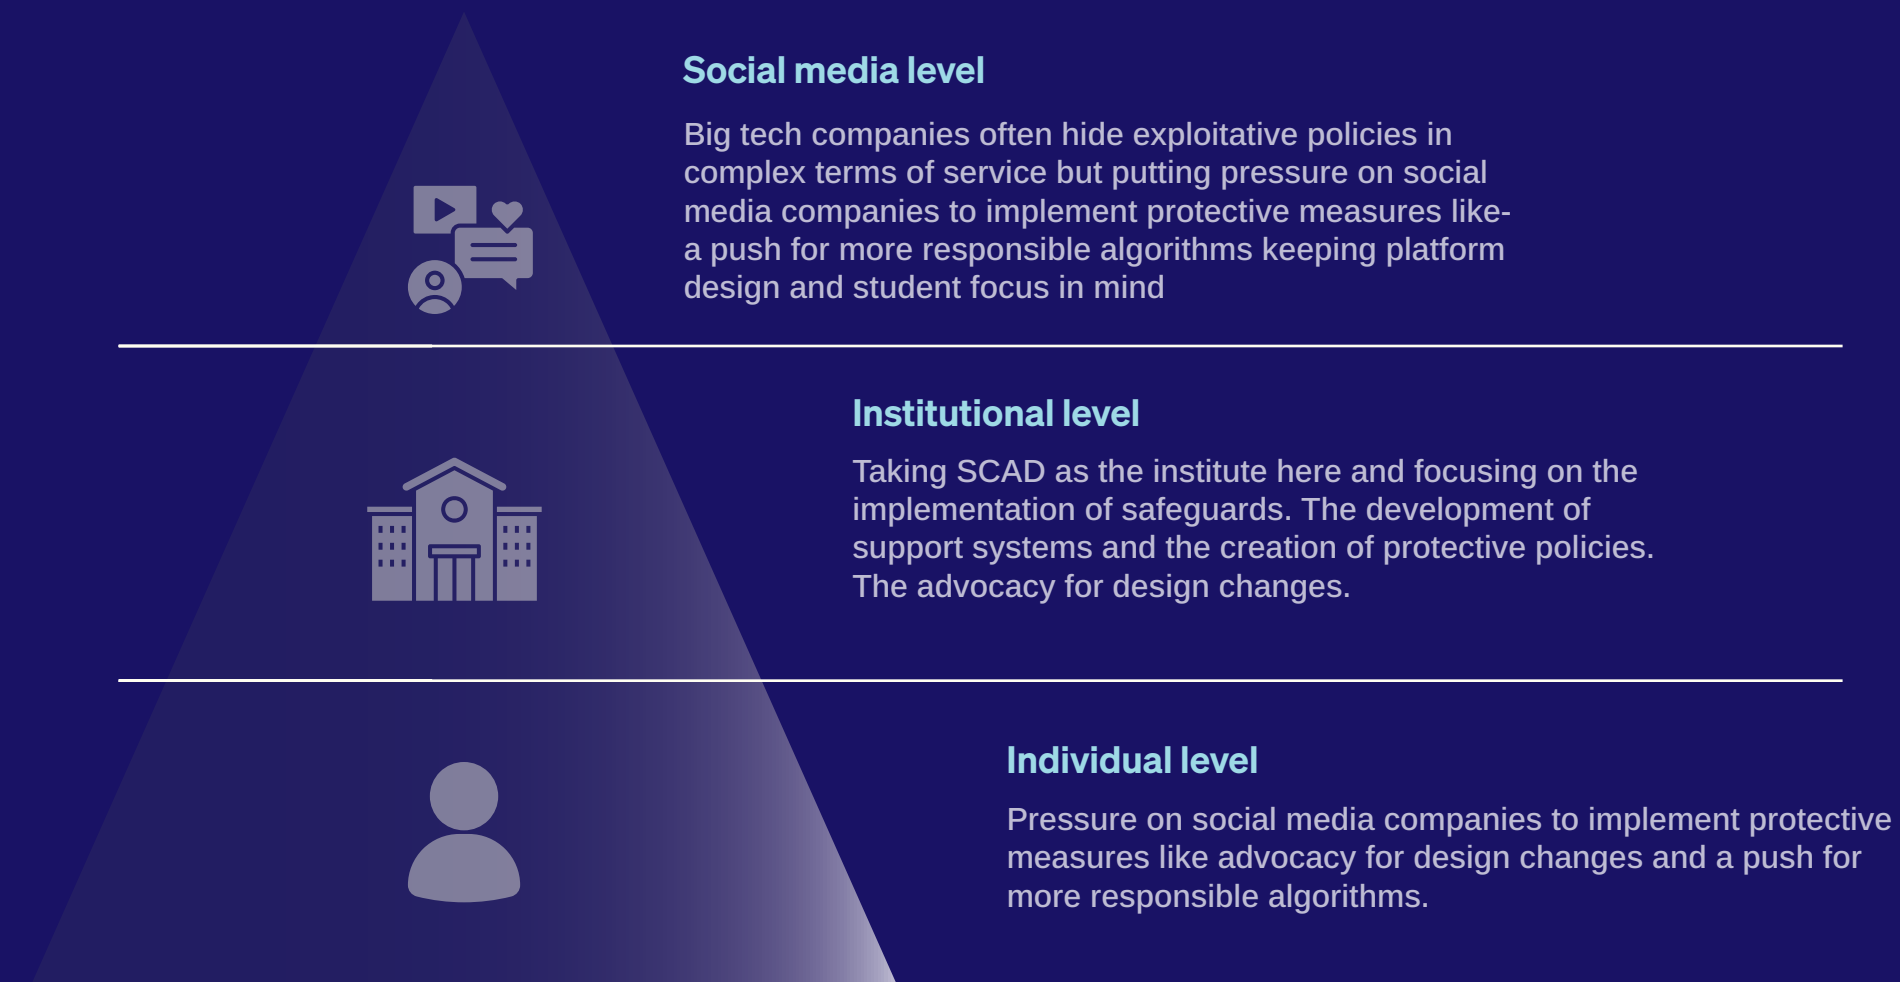 Social media level
Big tech companies often hide exploitative policies in
complex terms of service but putting pressure on social
media companies to implement protective measures like-
a push for more responsible algorithms keeping platform
design and student focus in mind
Institutional level
Taking SCAD as the institute here and focusing on the
implementation of safeguards. The development of
support systems and the creation of protective policies.
The advocacy for design changes.
Individual level
Pressure on social media companies to implement protective
measures like advocacy for design changes and a push for
more responsible algorithms.